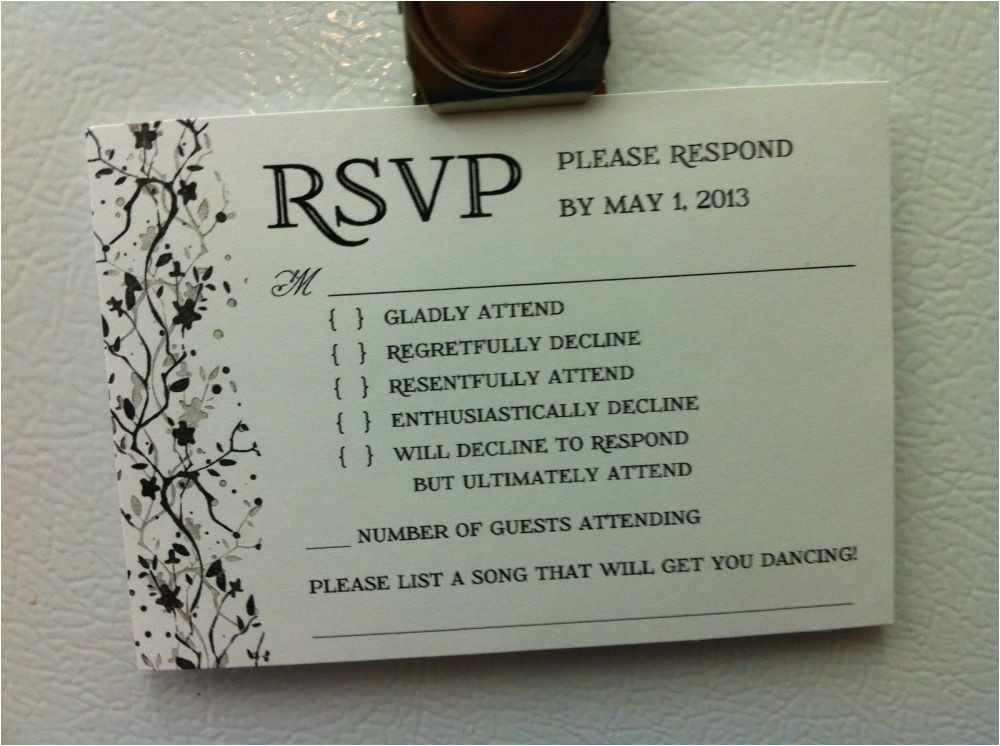 RSVP PLEASE RESPOND
BY MAY 1, 2013
M
{ } GLADLY ATTEND
{ } REGRETFULLY DECLINE
{ } RESENTFULLY ATTEND
{ } ENTHUSIASTICALLY DECLINE
{ } WILL DECLINE TO RESPOND
BUT ULTIMATELY ATTEND
____ NUMBER OF GUESTS ATTENDING
PLEASE LIST A SONG THAT WILL GET YOU DANCING!